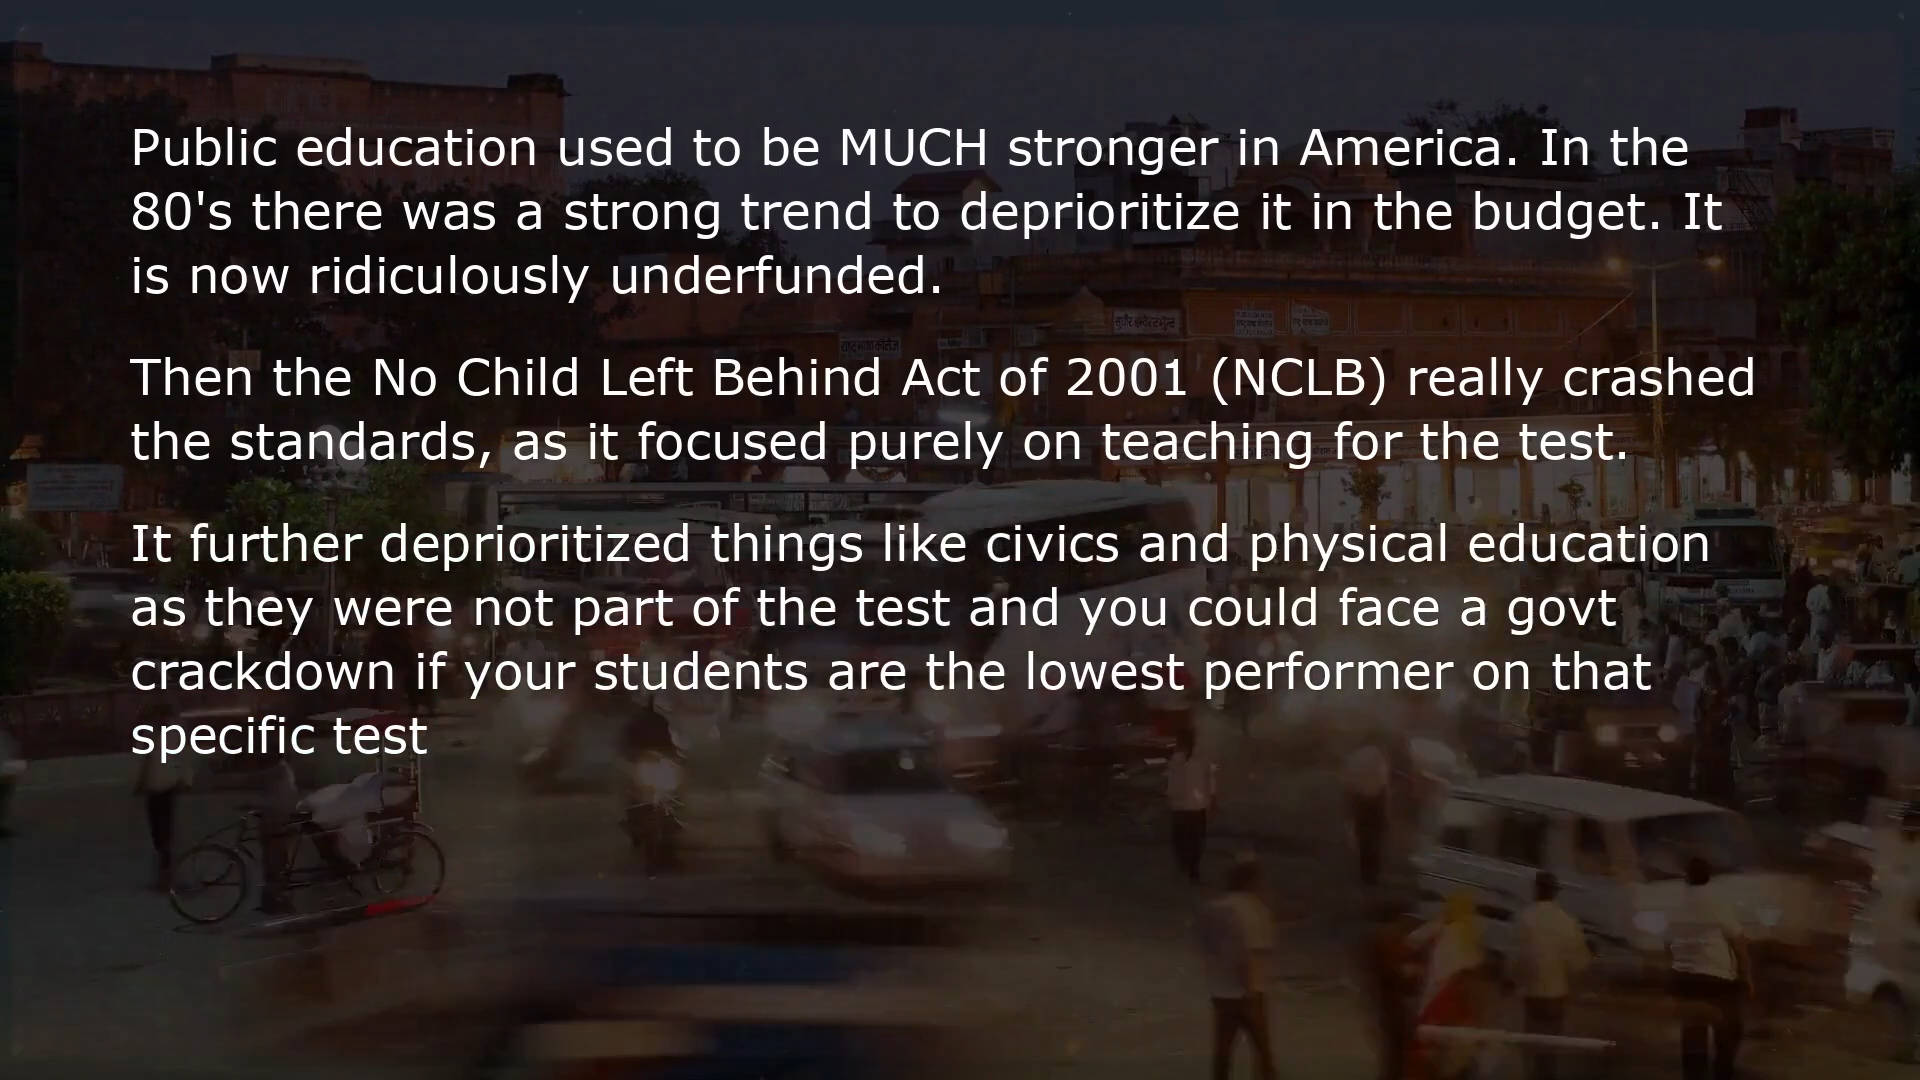 Public education used to be MUCH stronger in America. In the
80's there was a strong trend to deprioritize it in the budget. It
is now ridiculously underfunded.
Then the No Child Left Behind Act of 2001 (NCLB) really crashed
the standards, as it focused purely on teaching for the test.
It further deprioritized things like civics and physical education
as they were not part of the test and you could face a govt
crackdown if your students are the lowest performer on that
specific test